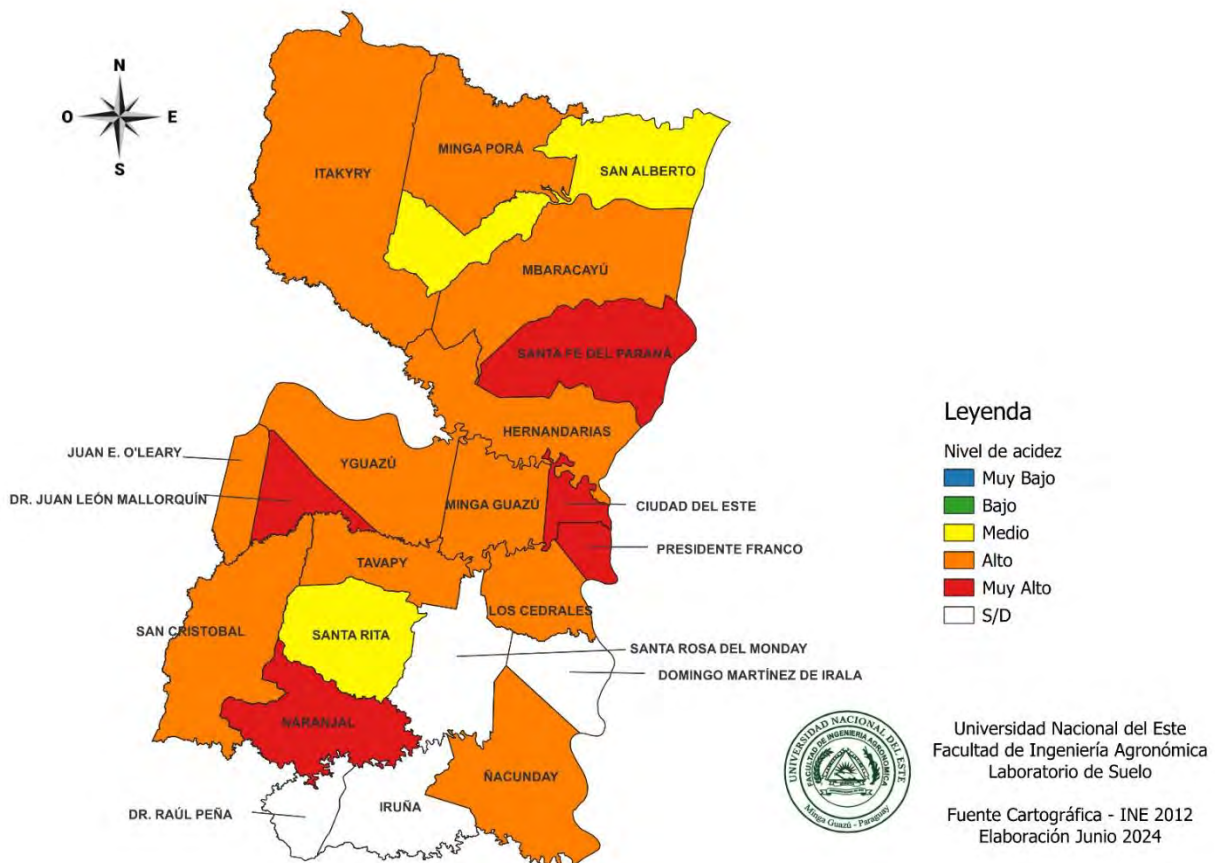 N
O
E
S
ITAKYRY
MINGA PORÁ
SAN ALBERTO
MBARACAYÚ
SANTA FE DEL PARANÁ
HERNANDARIAS
JUAN E. O'LEARY
YGUAZÚ
DR. JUAN LEÓN MALLORQUÍN
MINGA GUAZÚ
CIUDAD DEL ESTE
PRESIDENTE FRANCO
TAVAPY
LOS CEDRALES
SAN CRISTOBAL
SANTA RITA
SANTA ROSA DEL MONDAY
DOMINGO MARTÍNEZ DE IRALA
NARANJAL
ÑACUNDAY
DR. RAÚL PEÑA
IRUÑA
Leyenda
Nivel de acidez
Muy Bajo
Bajo
Medio
Alto
Muy Alto
S/D
UNIVERSIDAD NACIONAL DEL ESTE
FACULTAD DE INGENIERÍA AGRONÓMICA
Minga Guazú - Paraguay
Universidad Nacional del Este
Facultad de Ingeniería Agronómica
Laboratorio de Suelo
Fuente Cartográfica - INE 2012
Elaboración Junio 2024